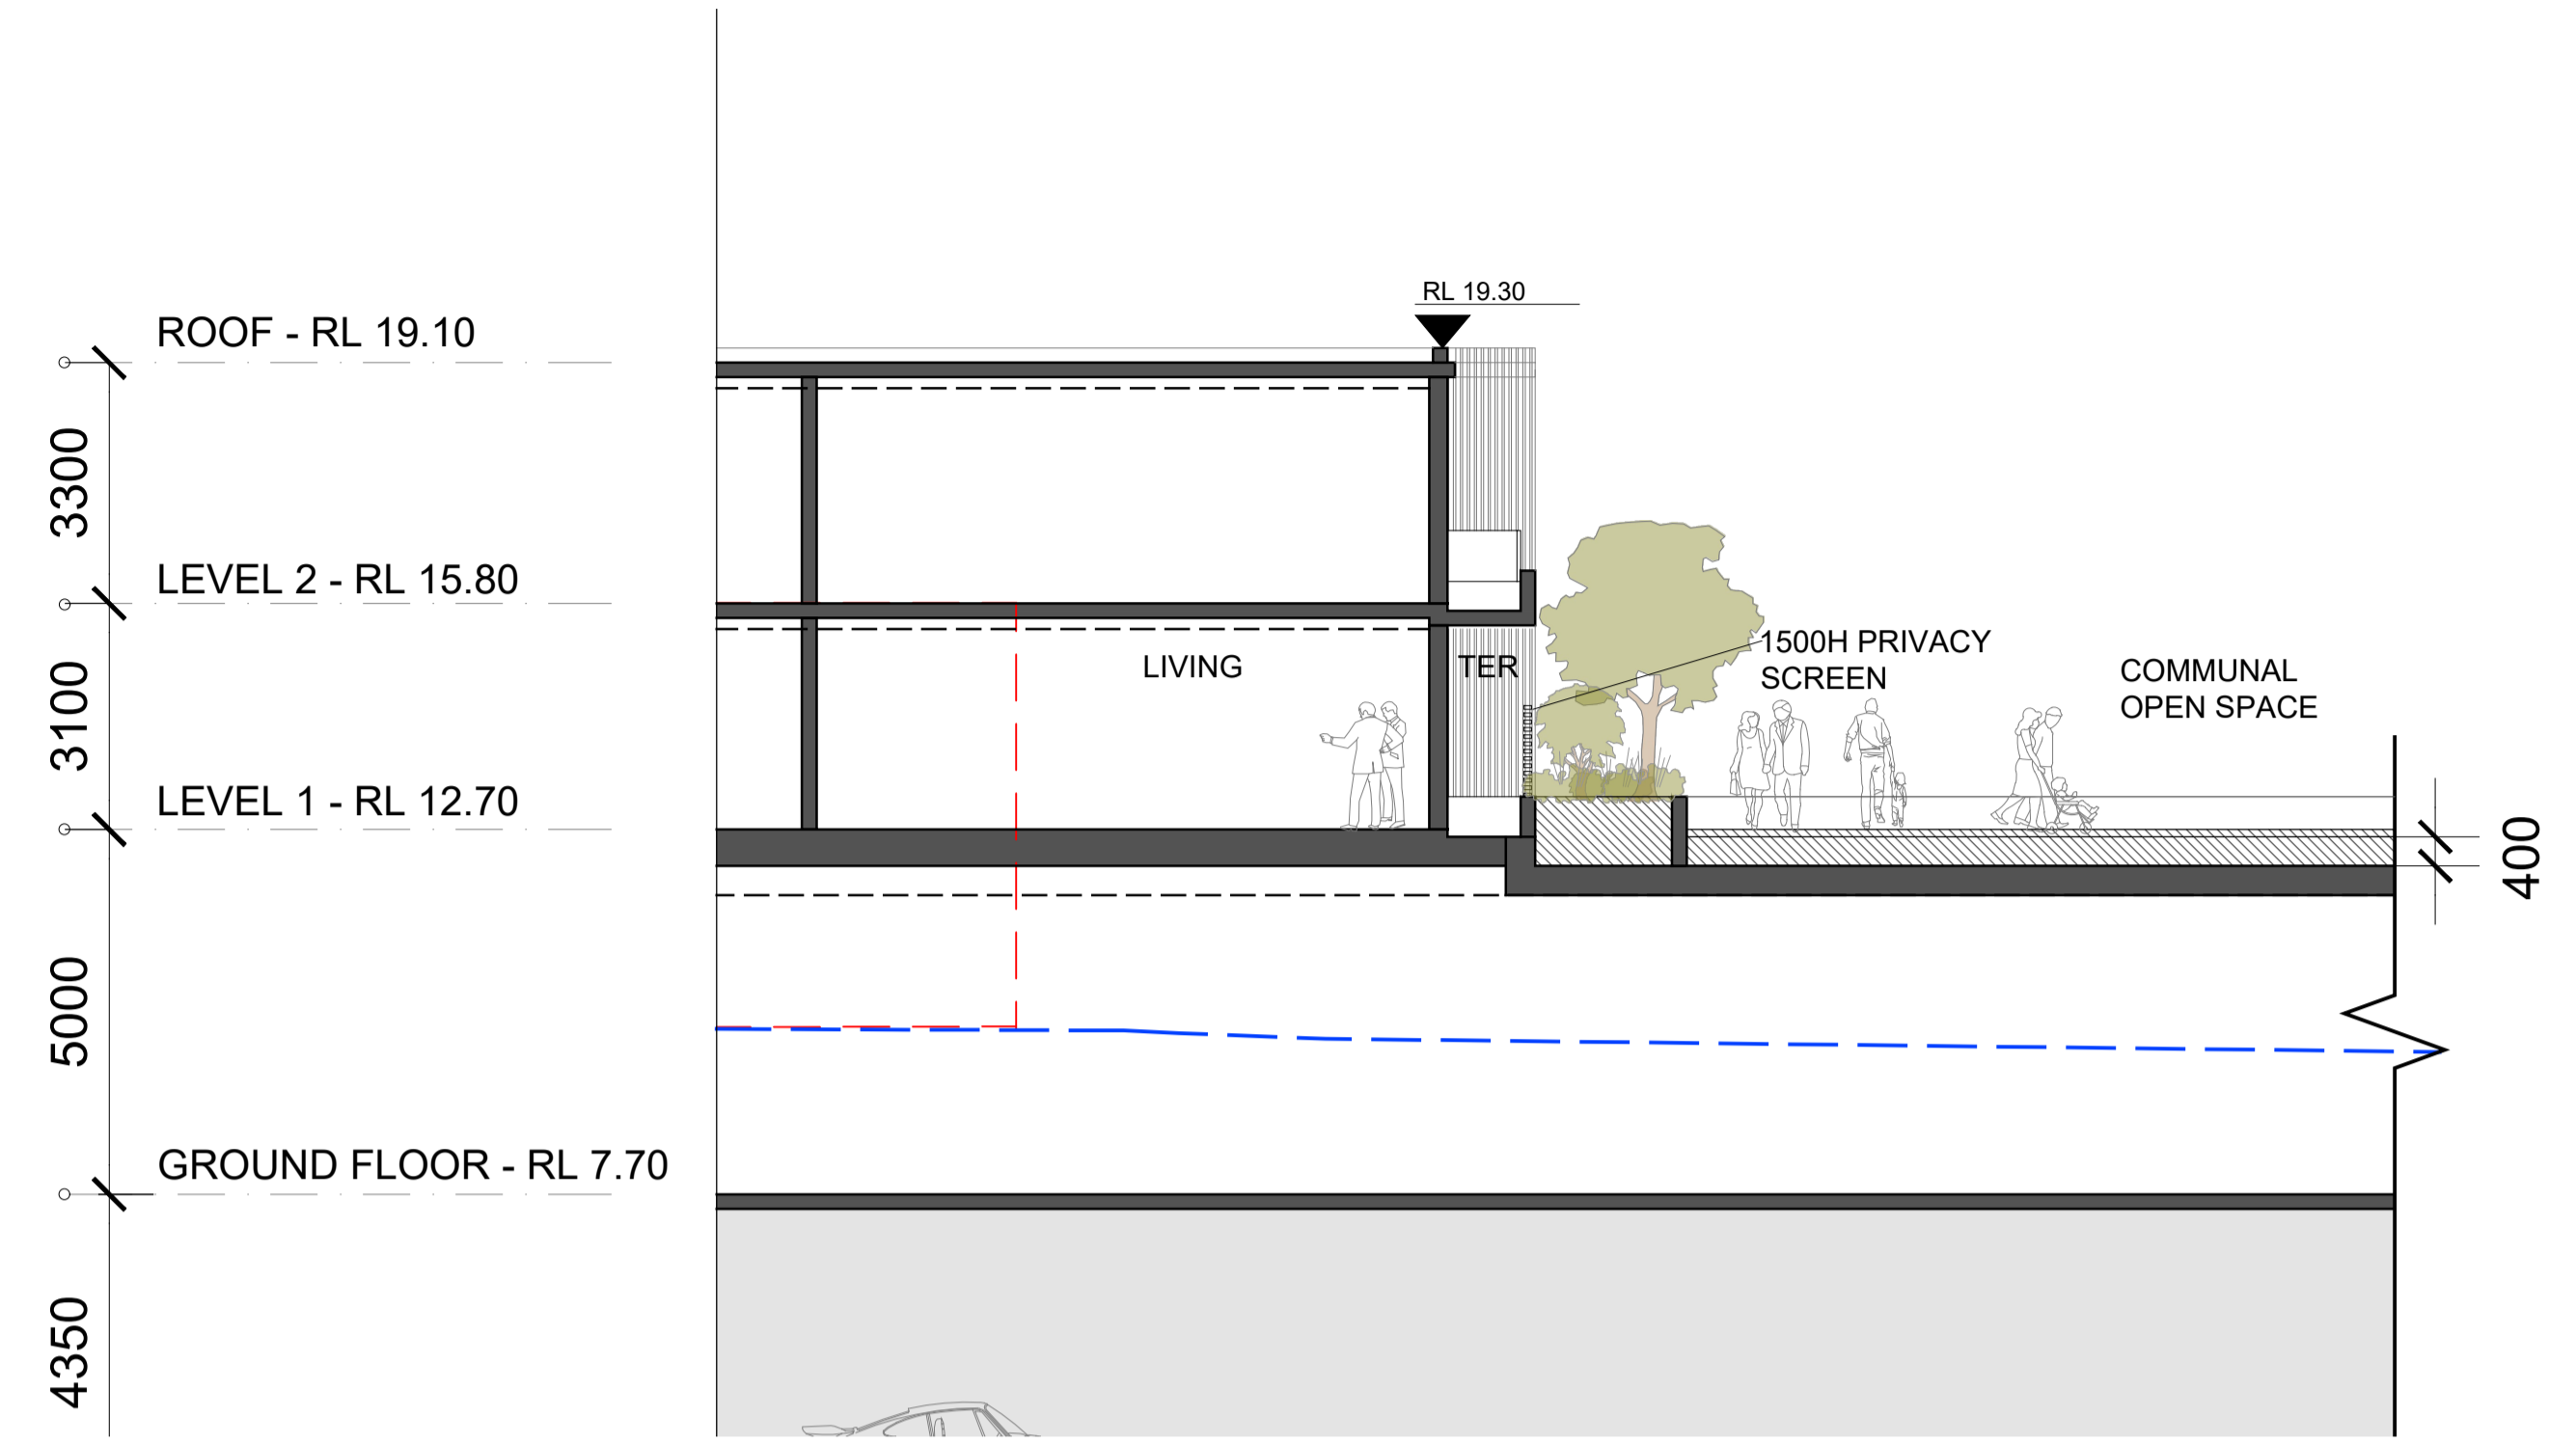 RL 19.30
ROOF - RL 19.10
3300
LEVEL 2 - RL 15.80
LIVING
TER
1500H PRIVACY
SCREEN
COMMUNAL
OPEN SPACE
3100
LEVEL 1 - RL 12.70
400
5000
GROUND FLOOR - RL 7.70
4350